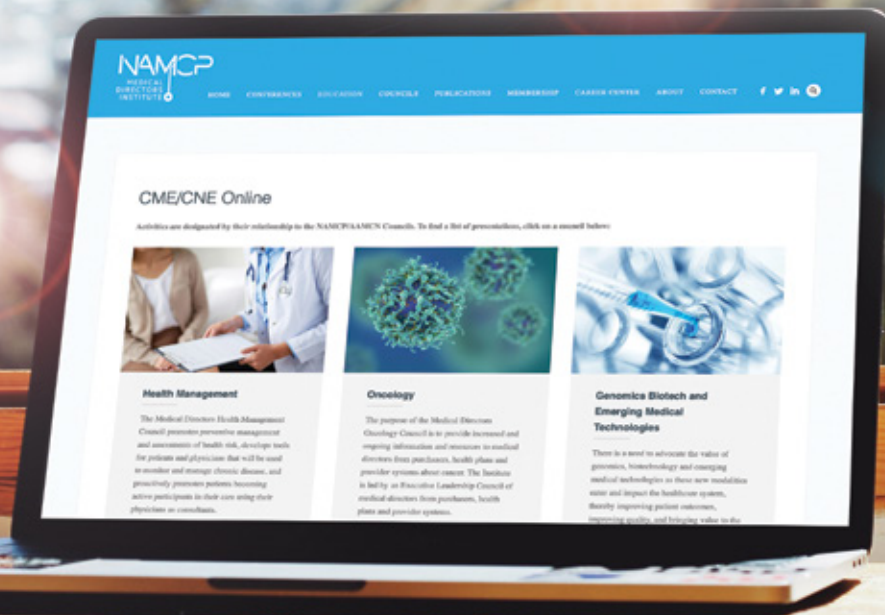 NAMCP
MEDICAL
DIRECTORS
INSTITUTE
HOME CONFERENCES EDUCATION COUNCILS PUBLICATIONS MEMBERSHIP CAREER CENTER ABOUT CONTACT f in
CME/CNE Online
Activities are designated by their relationship to the NAMCP/AAMCN Councils. To find a list of presentations, click on a council below:
Health Management
The Medical Directors Health Management
Council promotes preventive management
and assessments of health risk, develops tools
for patients and physicians that will be used
to monitor and manage chronic disease, and
proactively promotes patients becoming
active participants in their care using their
physicians as consultants.
Oncology
The purpose of the Medical Directors
Oncology Council is to provide increased and
ongoing information and resources to medical
directors from purchasers, health plans and
provider systems about cancer. The Institute
is led by an Executive Leadership Council of
medical directors from purchasers, health
plans and provider systems.
Genomics Biotech and
Emerging Medical
Technologies
There is a need to advocate the value of
genomics, biotechnology and emerging
medical technologies as these new modalities
enter and impact the healthcare system,
thereby improving patient outcomes,
improving quality, and bringing value to the